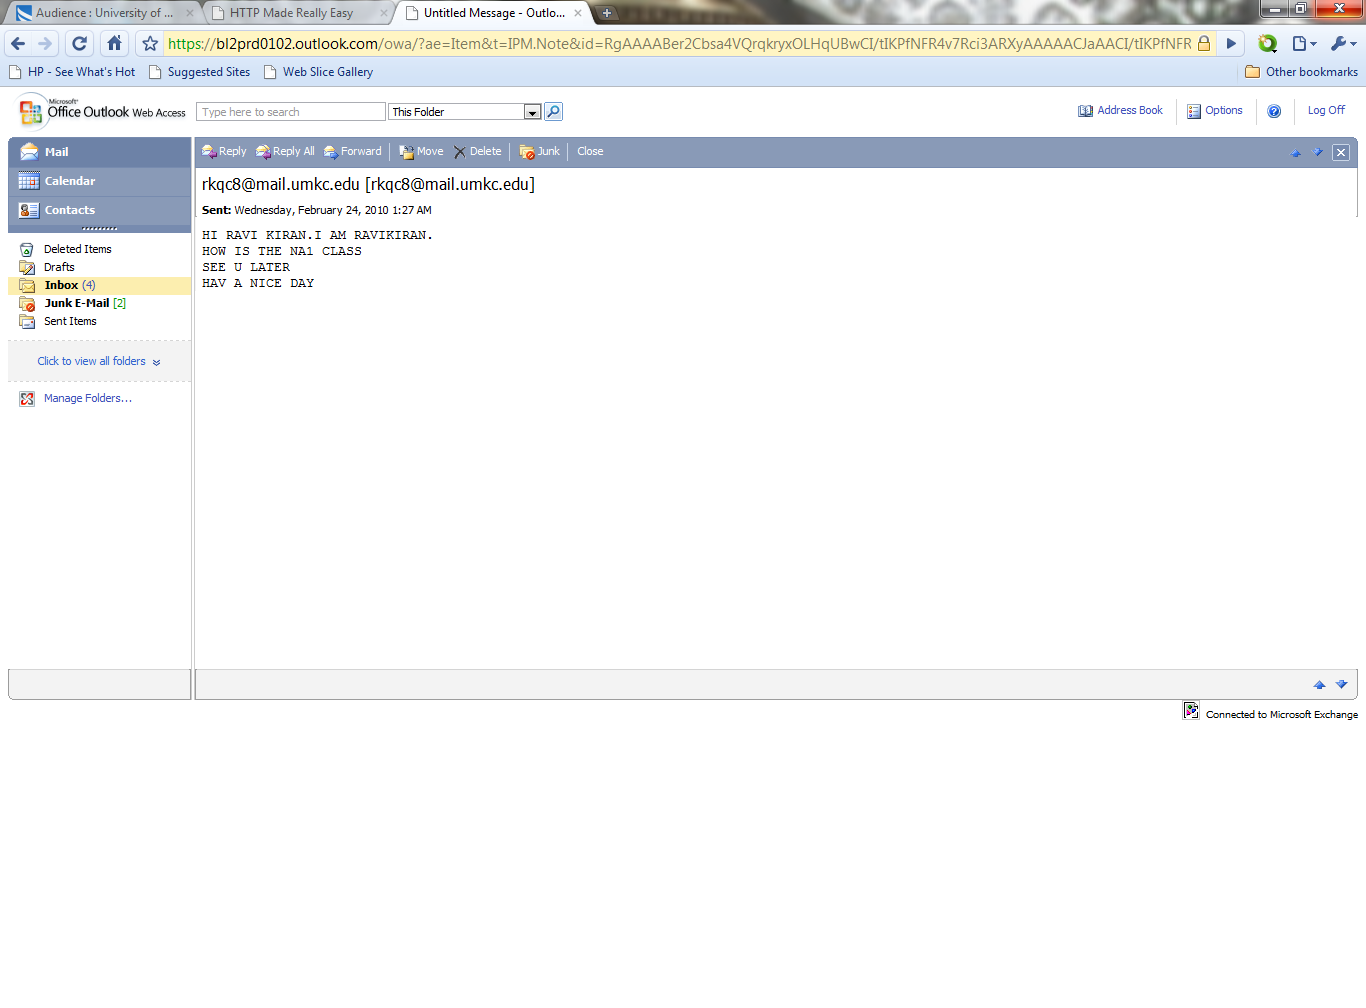 Audience : University of ...
HTTP Made Really Easy
Untitled Message - Outlo...
https://bl2prd0102.outlook.com/owa/?ae=Item&t=IPM.Note&id=RgAAAABer2Cbsa4VQrqkryxOLHqUBwCI/tIKPfNFR4v7Rci3ARXyAAAAACJaAACI/tIKPfNFR
HP - See What's Hot
Suggested Sites
Web Slice Gallery
Other bookmarks
Microsoft
Office Outlook Web Access
Type here to search
This Folder
Address Book
Options
Log Off
Mail
Calendar
Contacts
Deleted Items
Drafts
Inbox (4)
Junk E-Mail [2]
Sent Items
Click to view all folders
Manage Folders...
Reply Reply All Forward Move Delete Junk Close
rkqc8@mail.umkc.edu [rkqc8@mail.umkc.edu]
Sent: Wednesday, February 24, 2010 1:27 AM
HI RAVI KIRAN.I AM RAVIKIRAN.
HOW IS THE NA1 CLASS
SEE U LATER
HAV A NICE DAY
Connected to Microsoft Exchange